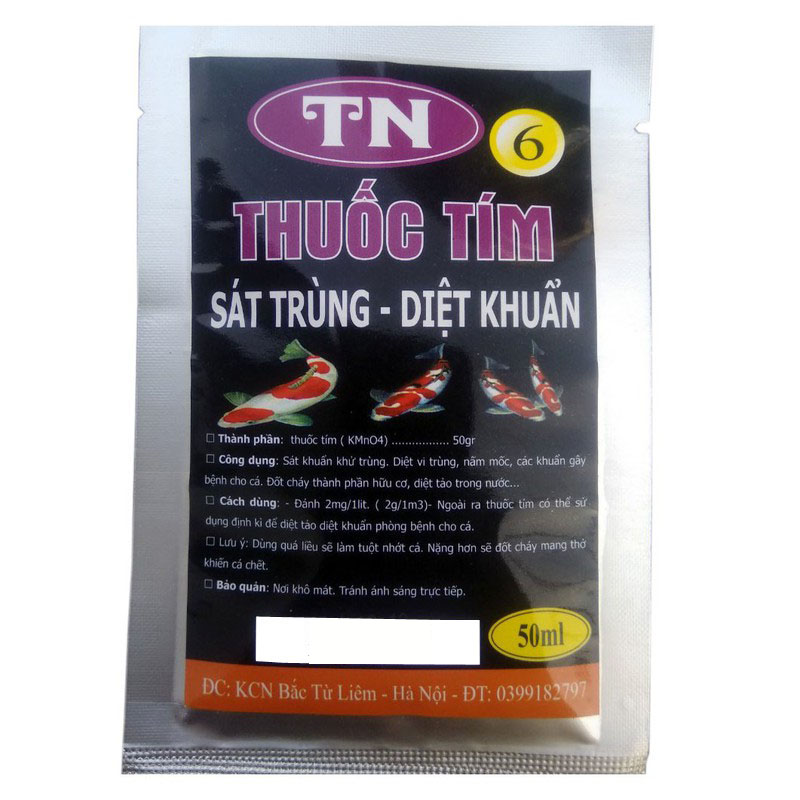 TN
6
THUỐC TÍM
SÁT TRÙNG - DIỆT KHUẨN
☐ Thành phần: thuốc tím ( KMnO4) .................. 50gr
☐ Công dụng: Sát khuẩn khử trùng. Diệt vi trùng, nấm mốc, các khuẩn gây
bệnh cho cá. Đốt cháy thành phần hữu cơ, diệt tảo trong nước...
☐ Cách dùng: - Đánh 2mg/1lit. ( 2g/1m3)- Ngoài ra thuốc tím có thể sử
dụng định kì để diệt táo diệt khuẩn phòng bệnh cho cá.
☐ Lưu ý: Dùng quá liều sẽ làm tuột nhớt cá. Nặng hơn sẽ đốt cháy mang thở
khiến cá chết.
☐ Bảo quản: Nơi khô mát. Tránh ánh sáng trực tiếp.
50ml
ĐC: KCN Bắc Từ Liêm - Hà Nội - ĐT: 0399182797